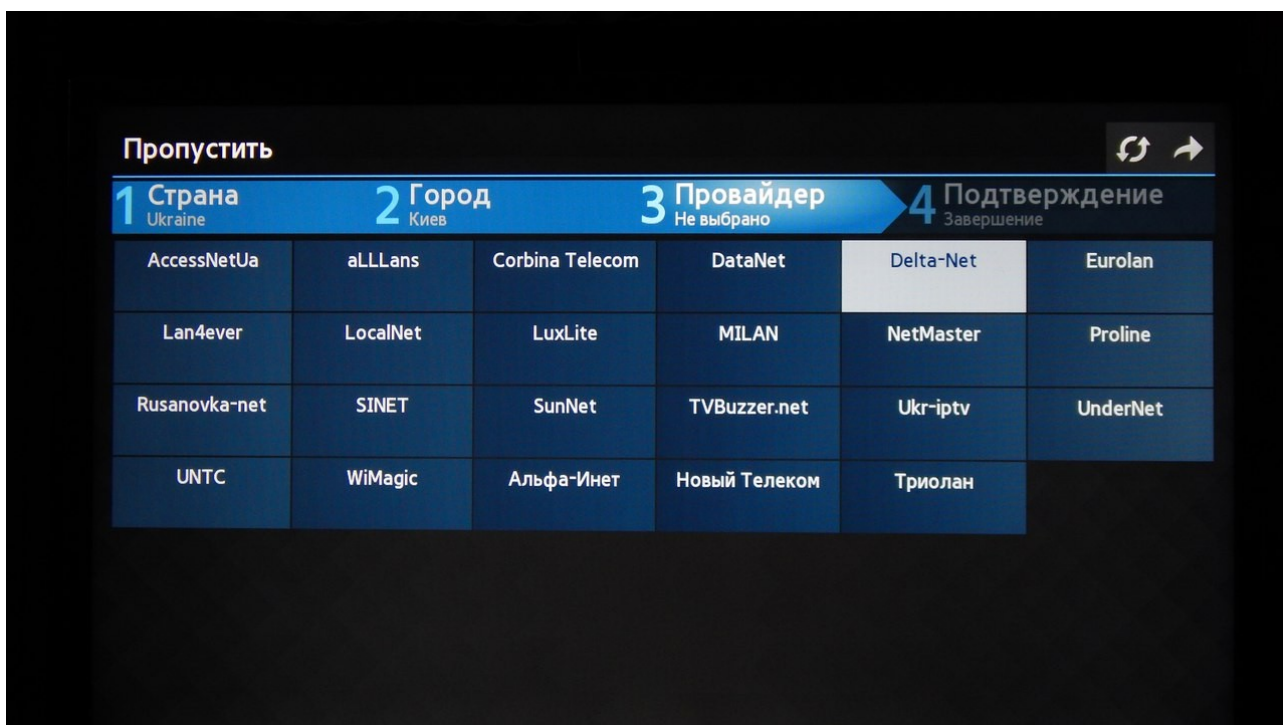 Пропустить
1 Страна 2 Город 3 Провайдер 4 Подтверждение
Ukraine Киев Не выбрано Завершение
AccessNetUa aLLLans Corbina Telecom DataNet Delta-Net Eurolan
Lan4ever LocalNet LuxLite MILAN NetMaster Proline
Rusanovka-net SINET SunNet TVBuzzer.net Ukr-iptv UnderNet
UNTC WiMagic Альфа-Инет Новый Телеком Триолан